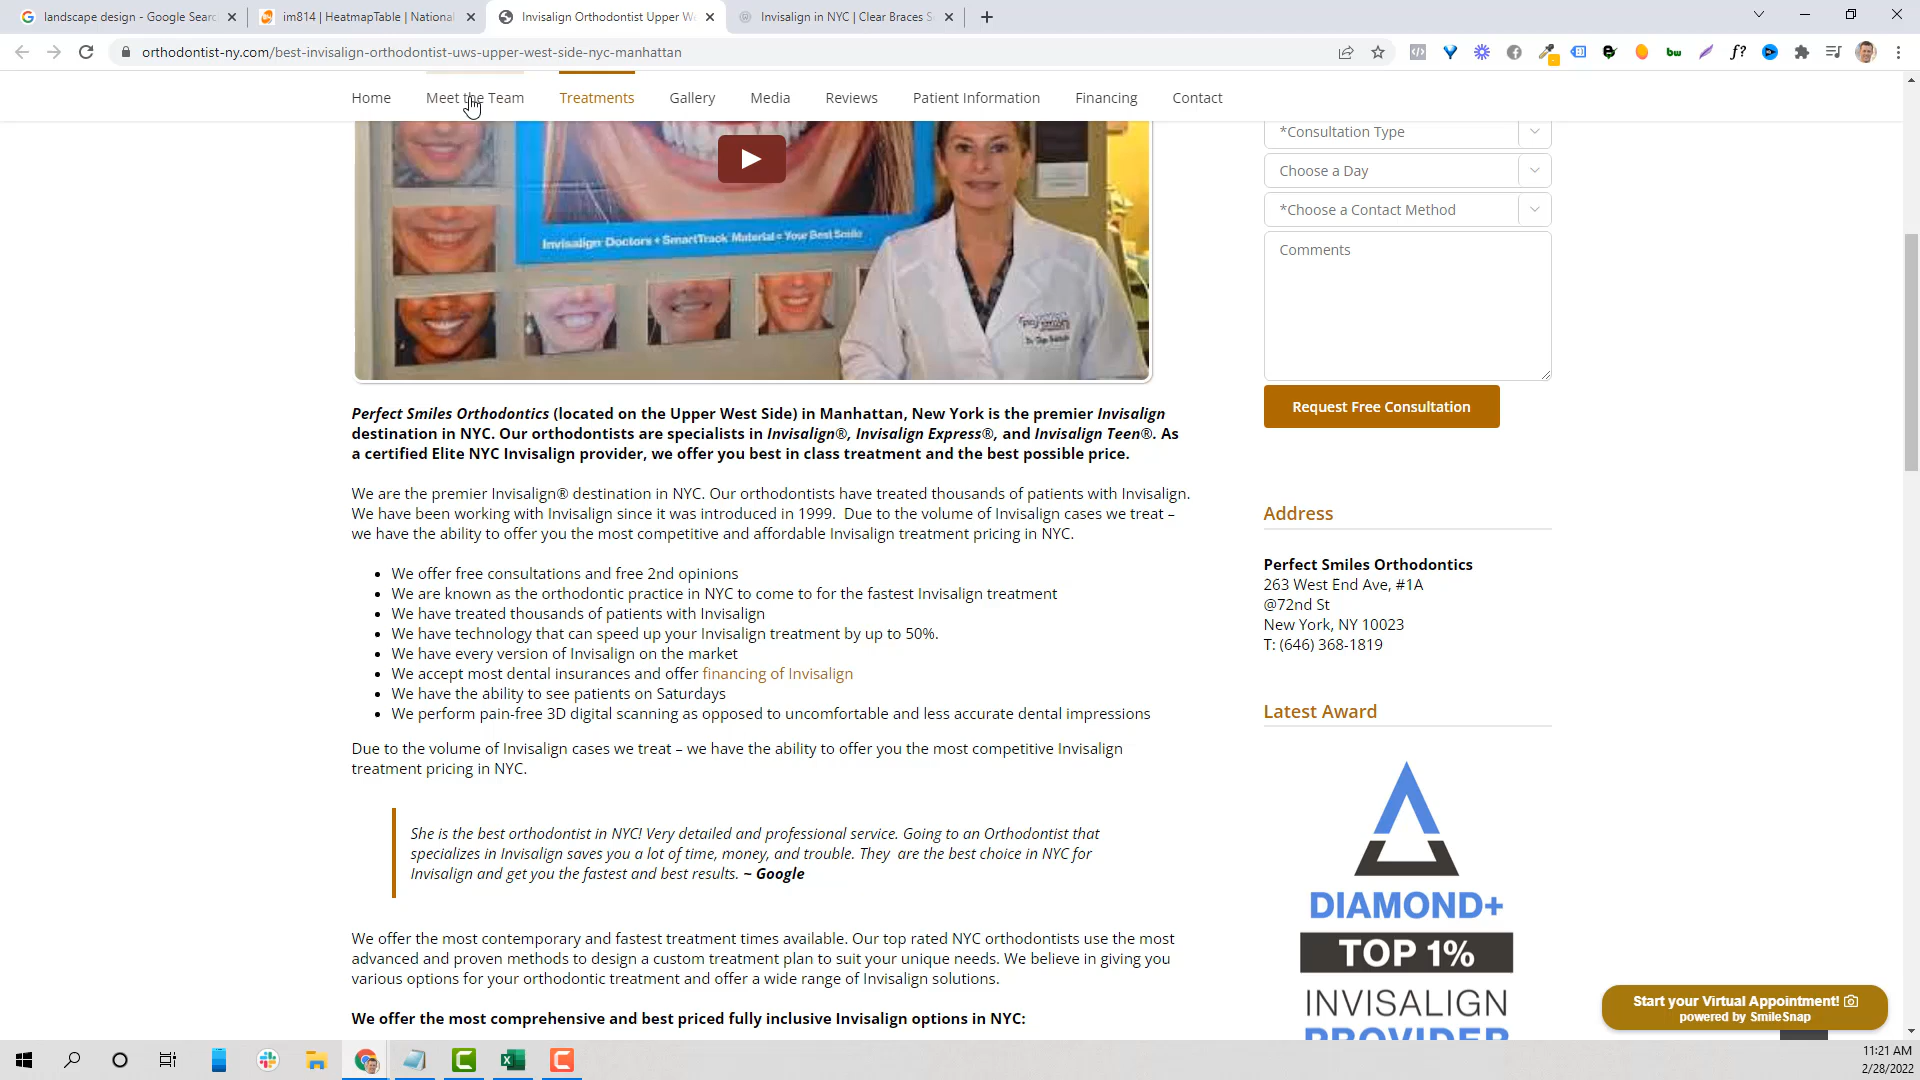 landscape design - Google Sear
im814 | HeatmapTable | National
Invisalign Orthodontist Upper We
Invisalign in NYC | Clear Braces S
orthodontist-ny.com/best-invisalign-orthodontist-uws-upper-west-side-nyc-manhattan
Home
Meet the Team
Treatments
Gallery
Media
Reviews
Patient Information
Financing
Contact
Invisalign Doctors + SmartTrack Material = Your Best Smile
*Consultation Type
Choose a Day
*Choose a Contact Method
Comments
Request Free Consultation
Perfect Smiles Orthodontics (located on the Upper West Side) in Manhattan, New York is the premier Invisalign
destination in NYC. Our orthodontists are specialists in Invisalign®, Invisalign Express®, and Invisalign Teen®. As
a certified Elite NYC Invisalign provider, we offer you best in class treatment and the best possible price.
We are the premier Invisalign® destination in NYC. Our orthodontists have treated thousands of patients with Invisalign.
We have been working with Invisalign since it was introduced in 1999. Due to the volume of Invisalign cases we treat –
we have the ability to offer you the most competitive and affordable Invisalign treatment pricing in NYC.
• We offer free consultations and free 2nd opinions
• We are known as the orthodontic practice in NYC to come to for the fastest Invisalign treatment
• We have treated thousands of patients with Invisalign
• We have technology that can speed up your Invisalign treatment by up to 50%.
• We have every version of Invisalign on the market
• We accept most dental insurances and offer financing of Invisalign
• We have the ability to see patients on Saturdays
• We perform pain-free 3D digital scanning as opposed to uncomfortable and less accurate dental impressions
Due to the volume of Invisalign cases we treat – we have the ability to offer you the most competitive Invisalign
treatment pricing in NYC.
She is the best orthodontist in NYC! Very detailed and professional service. Going to an Orthodontist that
specializes in Invisalign saves you a lot of time, money, and trouble. They are the best choice in NYC for
Invisalign and get you the fastest and best results. ~ Google
We offer the most contemporary and fastest treatment times available. Our top rated NYC orthodontists use the most
advanced and proven methods to design a custom treatment plan to suit your unique needs. We believe in giving you
various options for your orthodontic treatment and offer a wide range of Invisalign solutions.
We offer the most comprehensive and best priced fully inclusive Invisalign options in NYC:
Address
Perfect Smiles Orthodontics
263 West End Ave, #1A
@72nd St
New York, NY 10023
T: (646) 368-1819
Latest Award
DIAMOND+
TOP 1%
INVISALIGN
PROVIDER
Start your Virtual Appointment!
powered by SmileSnap
11:21 AM
2/28/2022